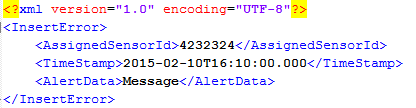 <?xml version="1.0" encoding="UTF-8"?>
<InsertError>
<AssignedSensorId>4232324</AssignedSensorId>
<TimeStamp>2015-02-10T16:10:00.000</TimeStamp>
<AlertData>Message</AlertData>
</InsertError>